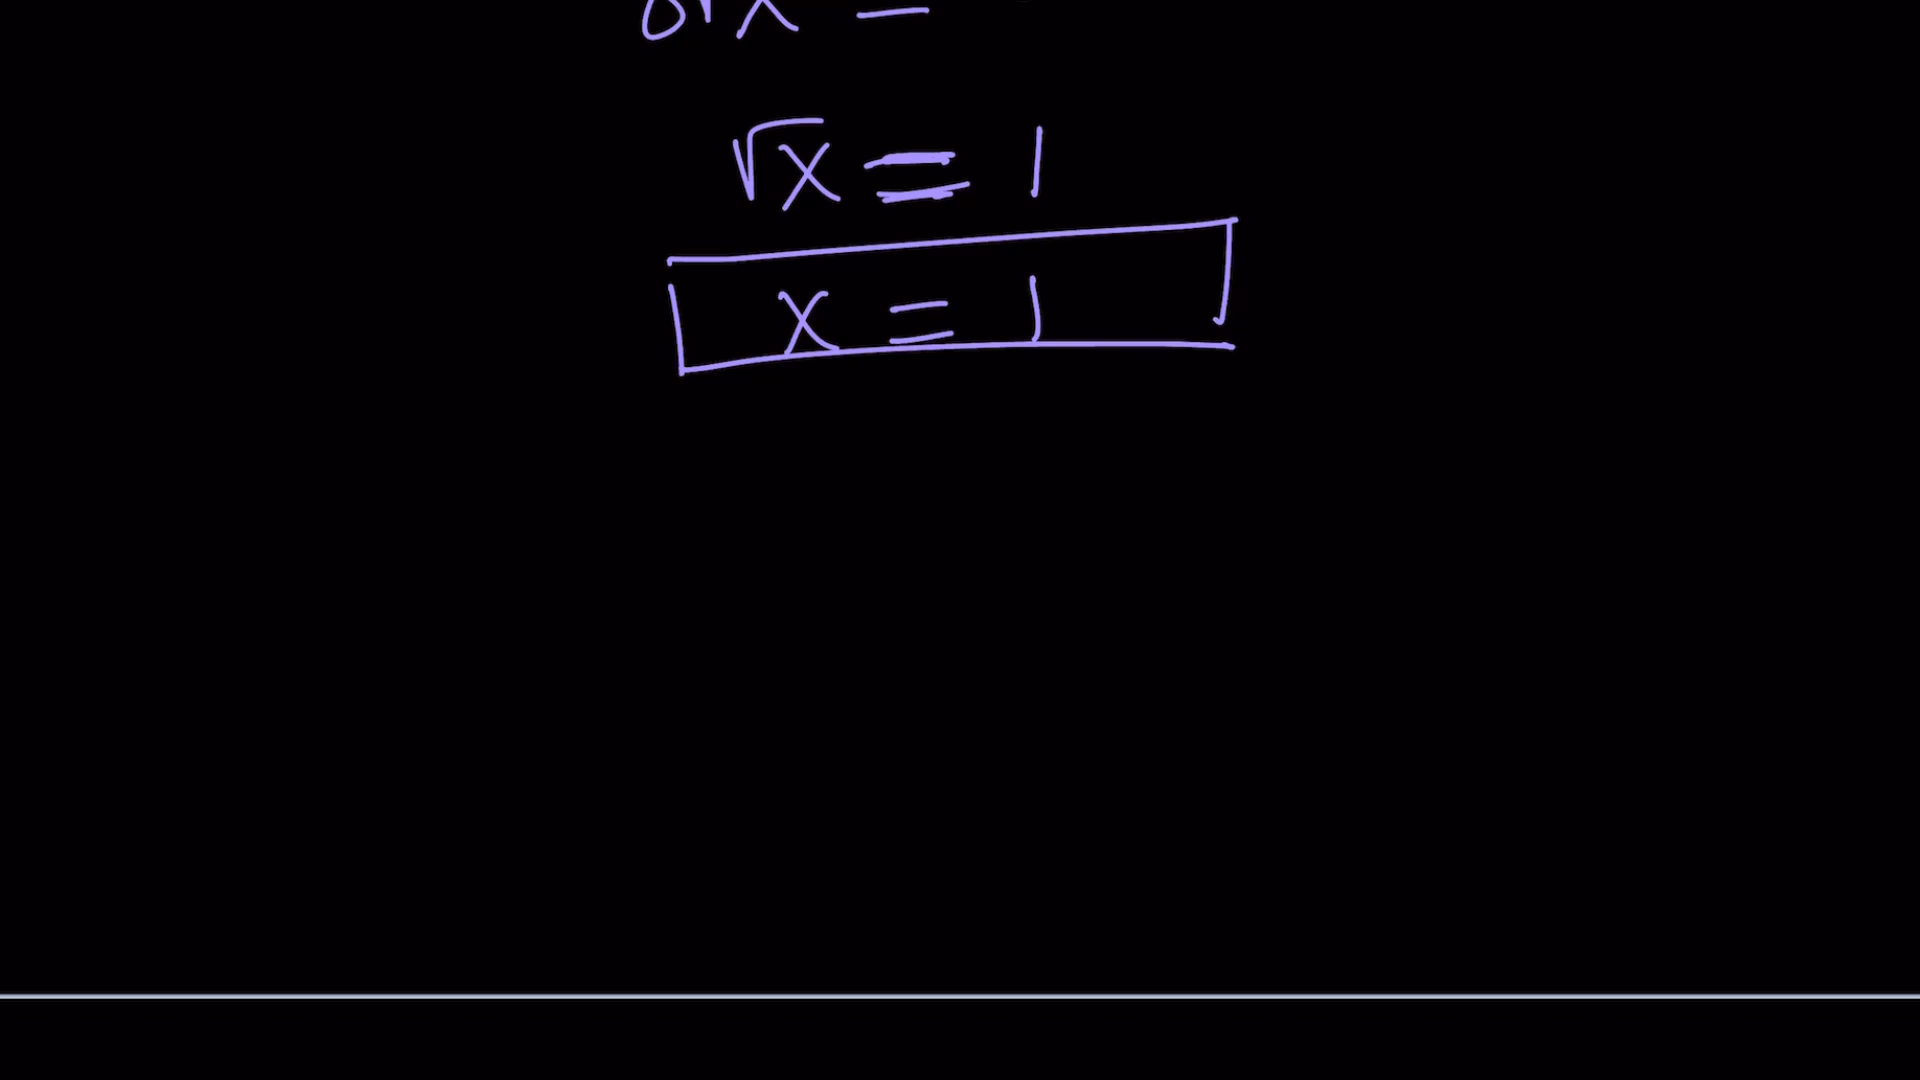 √x = 1
x = 1